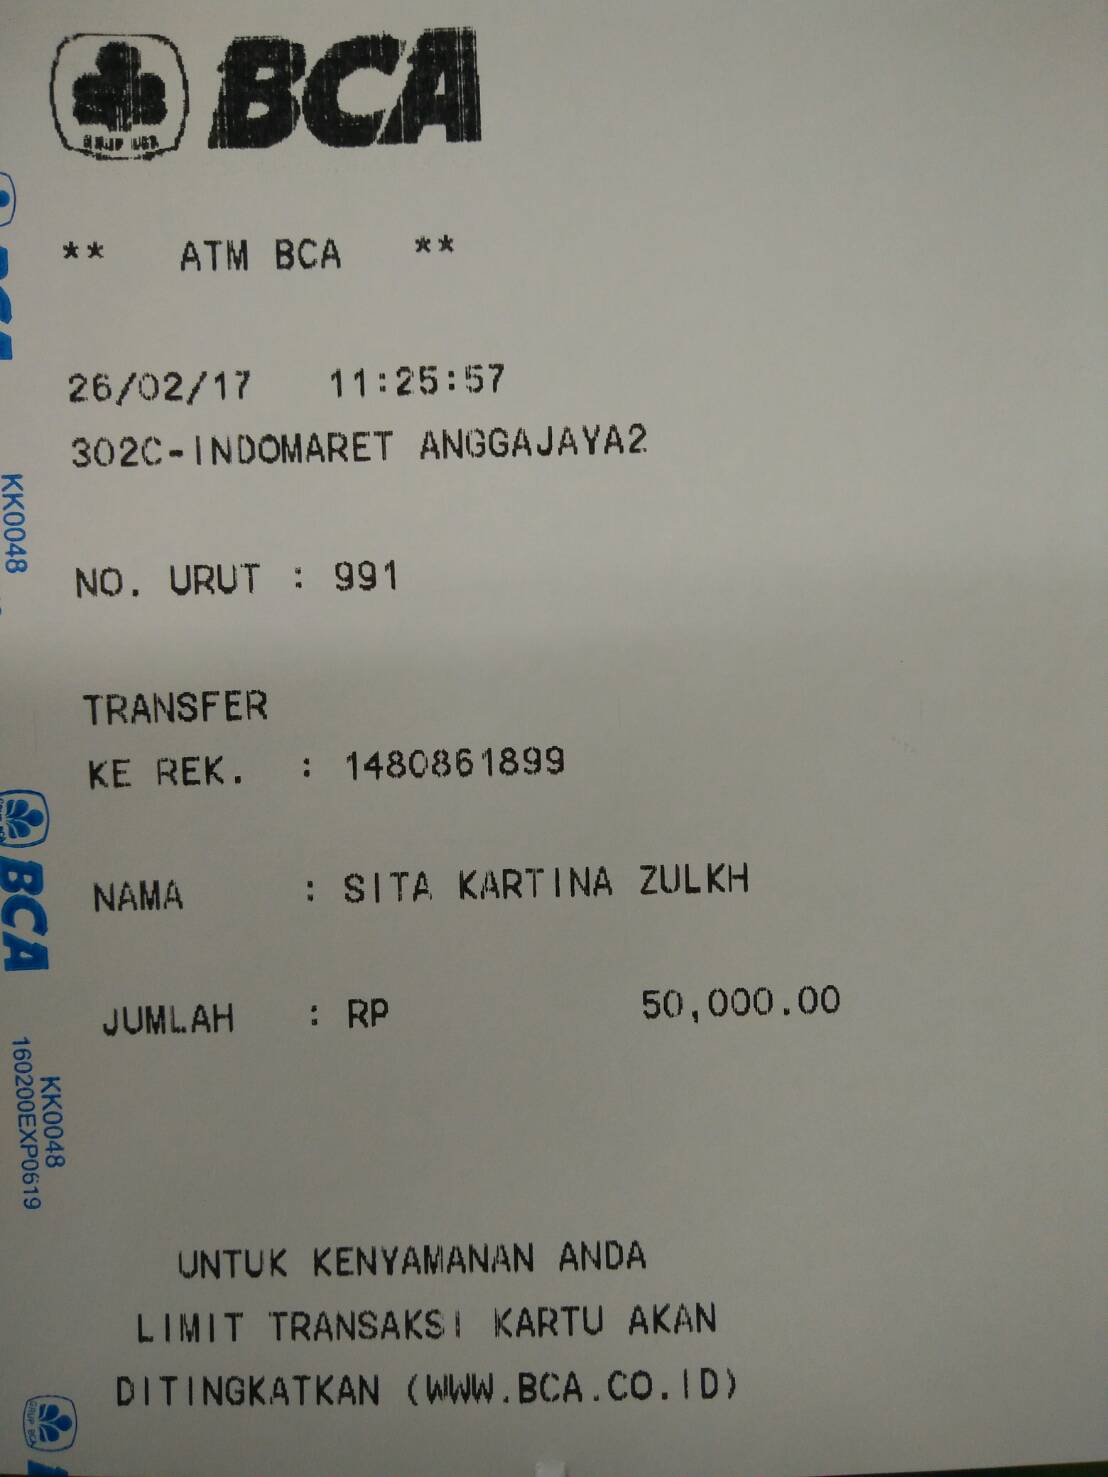 BCA
** ATM BCA **
26/02/17 11:25:57
302C-INDOMARET ANGGAJAYA2
NO. URUT : 991
TRANSFER
KE REK. : 1480861899
NAMA : SITA KARTINA ZULKH
JUMLAH : RP 50,000.00
UNTUK KENYAMANAN ANDA
LIMIT TRANSAKSI KARTU AKAN
DITINGKATKAN (WWW.BCA.CO.ID)
BCA
KK0048
BCA
KK0048
160200EXP0619
GRUP BCA